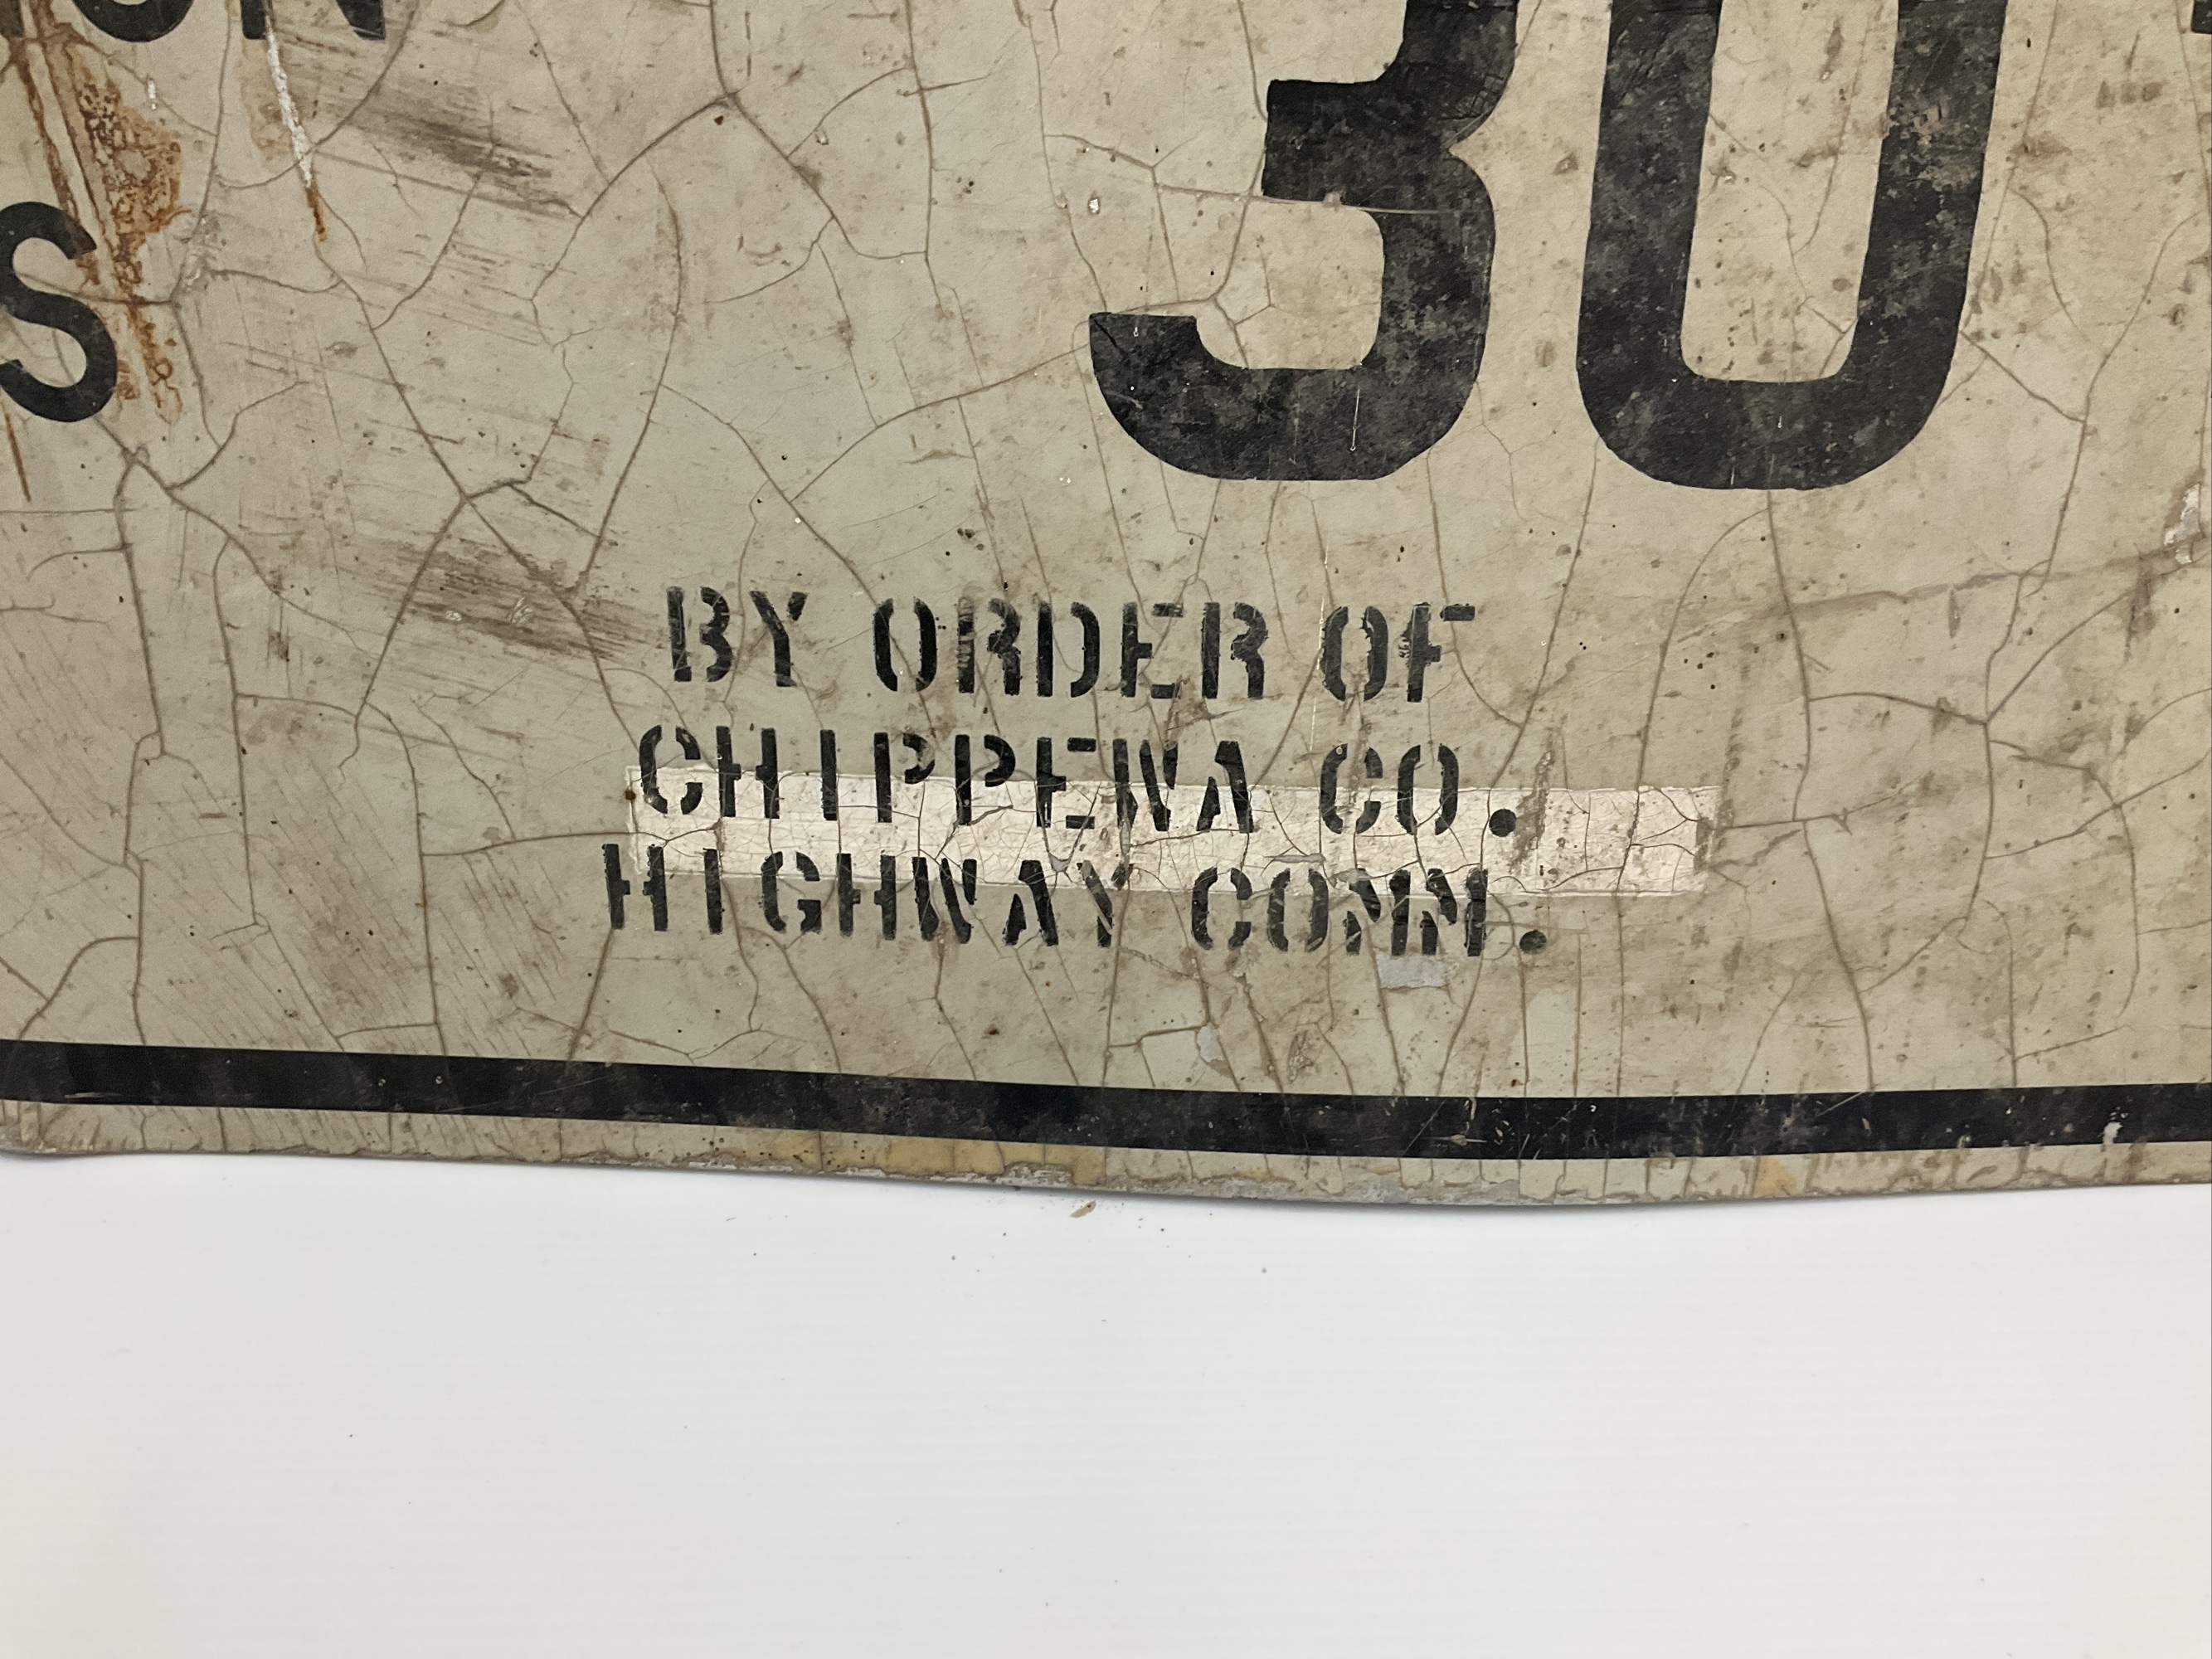 S
30
BY ORDER OF
CHIPPEWA CO.
HIGHWAY COMM.